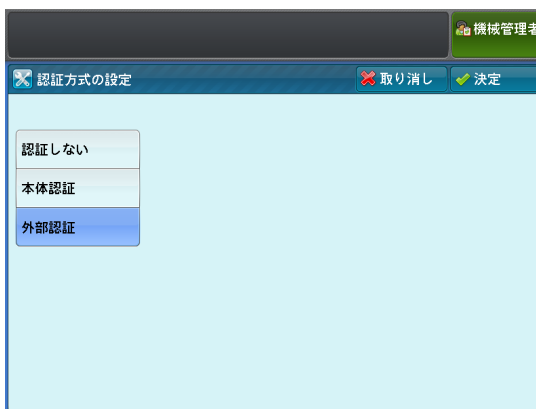 機械管理者
認証方式の設定
取り消し
決定
認証しない
本体認証
外部認証